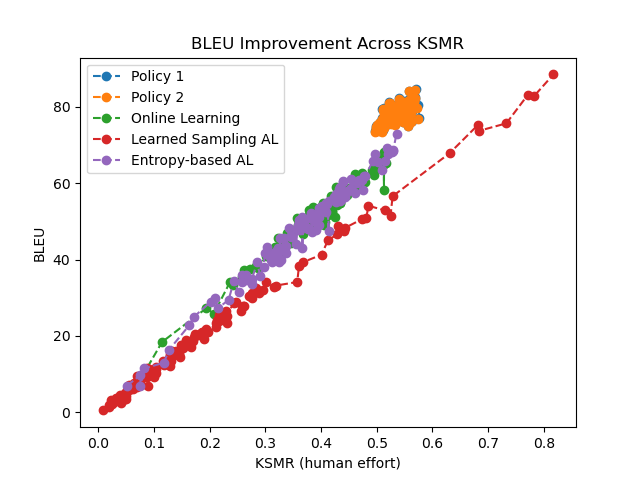 BLEU Improvement Across KSMR
Policy 1
Policy 2
Online Learning
Learned Sampling AL
Entropy-based AL
BLEU
80
60
40
20
0
0.0 0.1 0.2 0.3 0.4 0.5 0.6 0.7 0.8
KSMR (human effort)